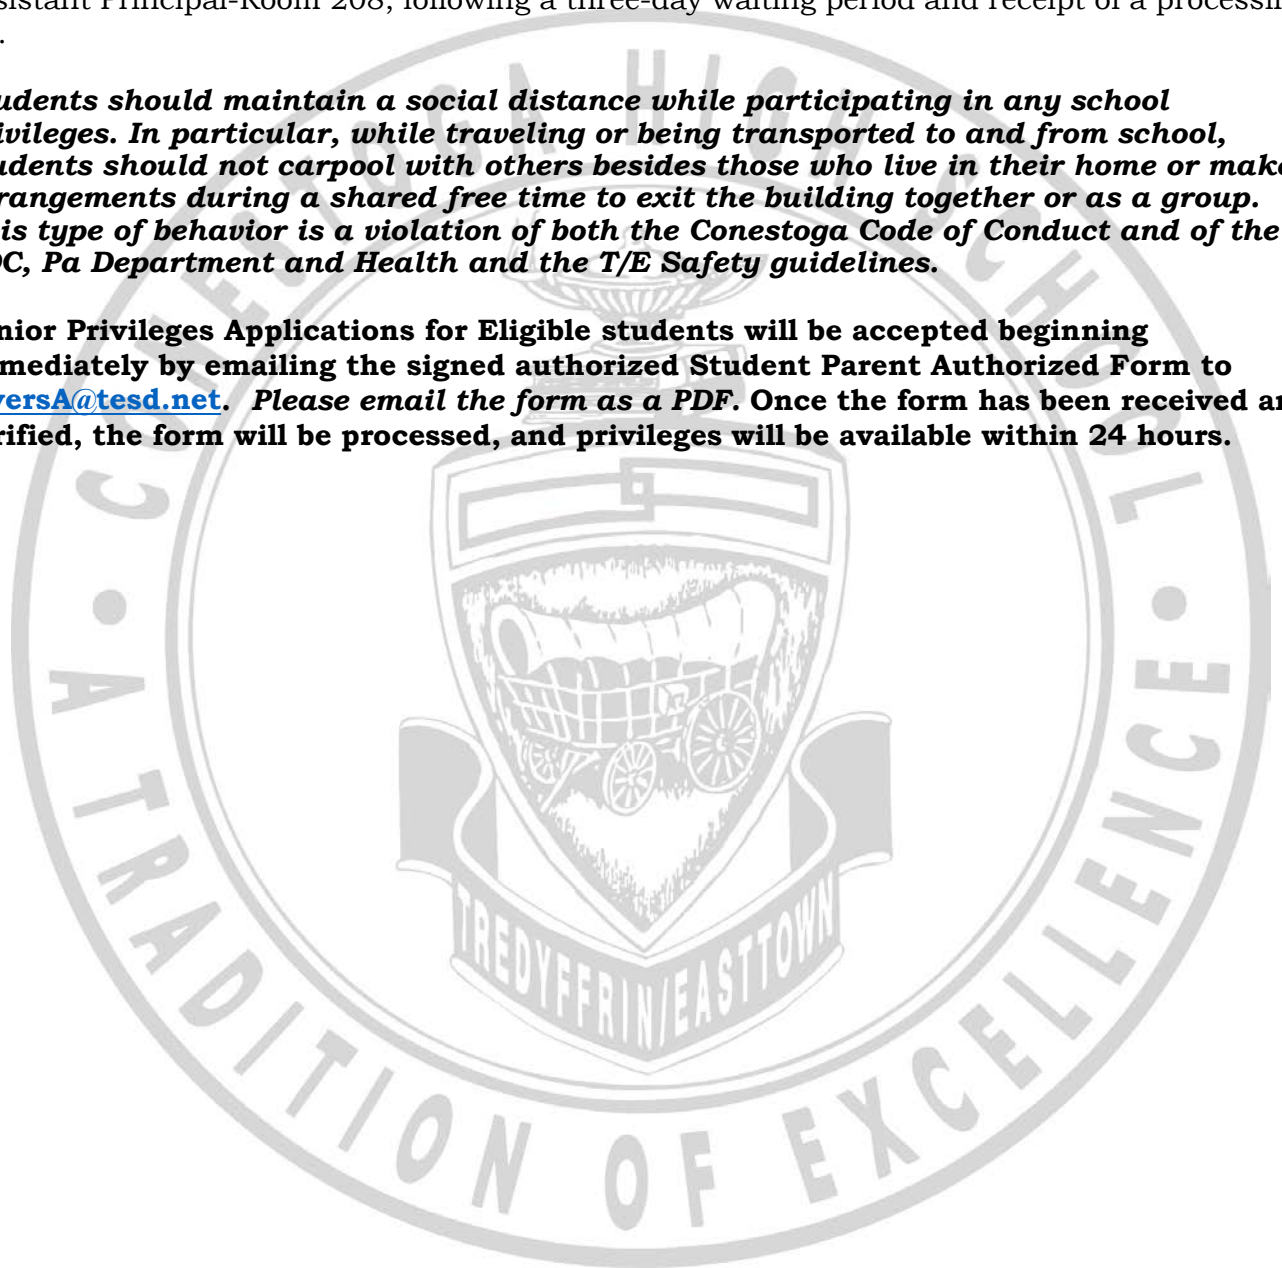 sistant Principal-Room 208, following a three-day waiting period and receipt of a processin
.
udents should maintain a social distance while participating in any school
ivileges. In particular, while traveling or being transported to and from school,
udents should not carpool with others besides those who live in their home or make
rangements during a shared free time to exit the building together or as a group.
is type of behavior is a violation of both the Conestoga Code of Conduct and of the
DC, Pa Department and Health and the T/E Safety guidelines.
nior Privileges Applications for Eligible students will be accepted beginning
mediately by emailing the signed authorized Student Parent Authorized Form to
yersA@tesd.net. Please email the form as a PDF. Once the form has been received an
rified, the form will be processed, and privileges will be available within 24 hours.
CONESTOGA HIGH SCHOOL
TREDYFFRIN/EASTTOWN
• A TRADITION OF EXCELLENCE •